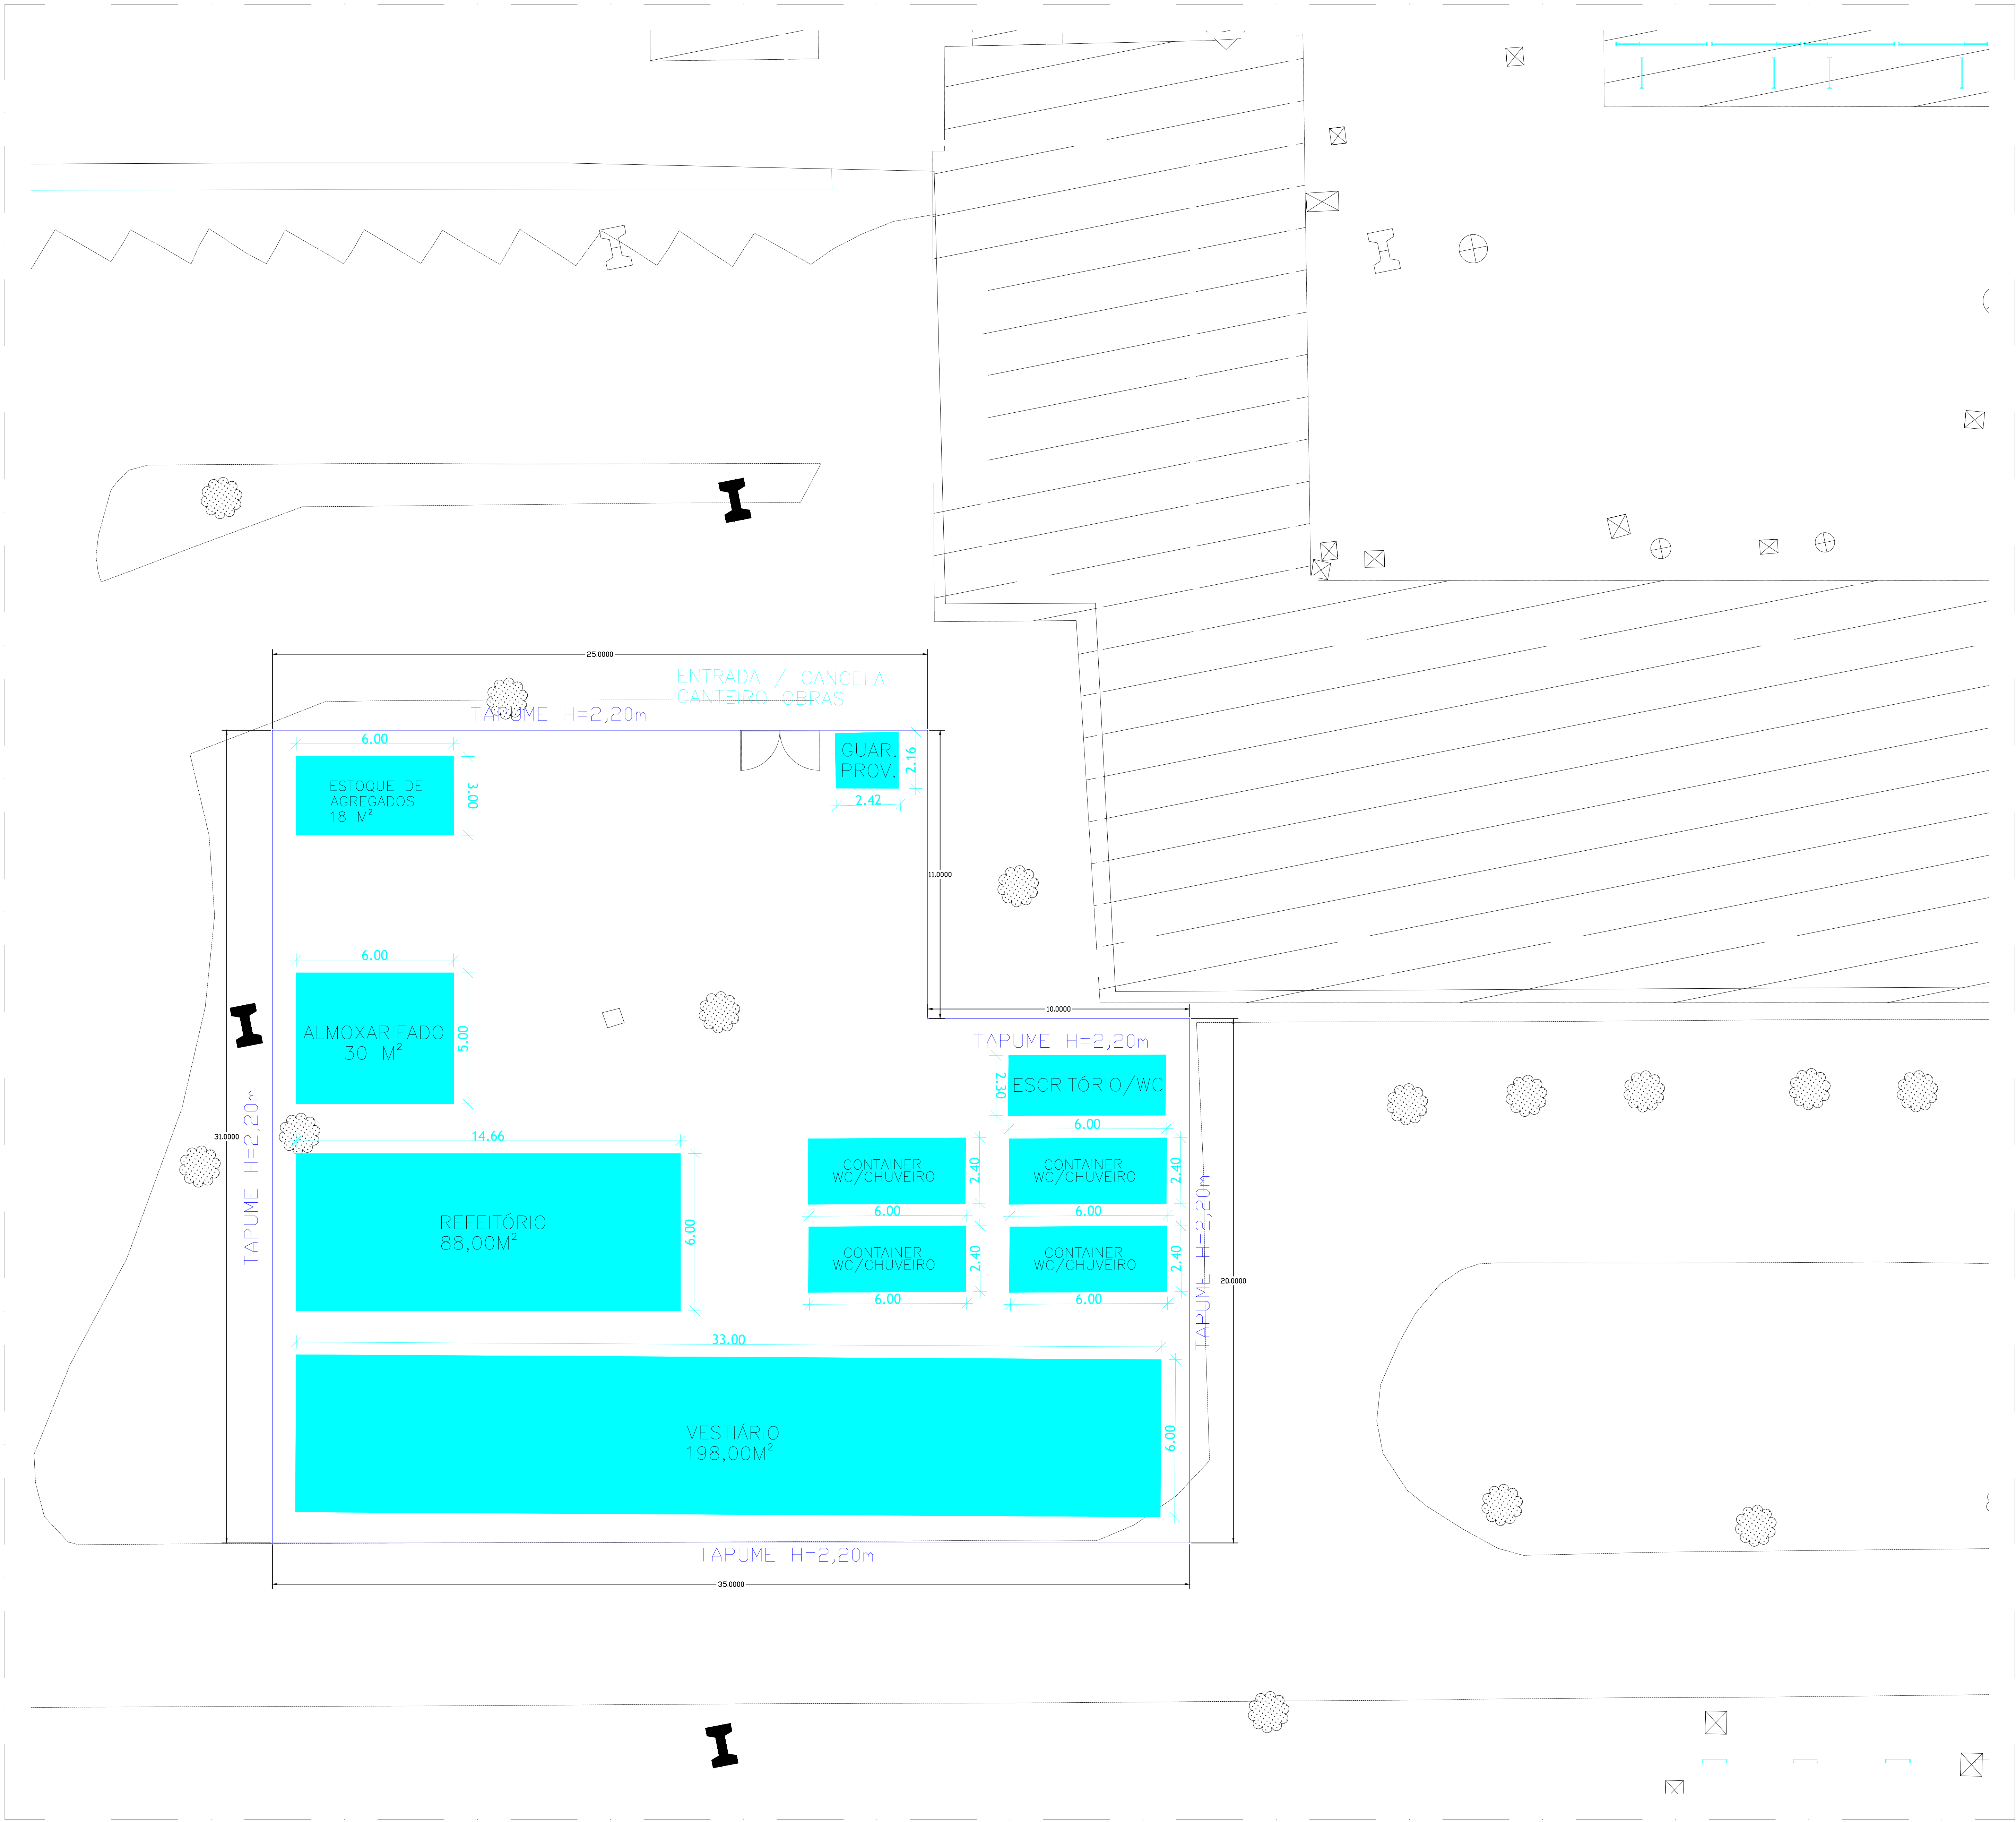 25.0000
ENTRADA / CANCELA
CANTEIRO OBRAS
TAPUME H=2,20m
6.00
GUAR.
PROV.
2.16
2.42
ESTOQUE DE
AGREGADOS
18 M²
3.00
11.0000
6.00
10.0000
ALMOXARIFADO
30 M²
5.00
TAPUME H=2,20m
2.30
ESCRITÓRIO/WC
6.00
31.0000
TAPUME H=2,20m
14.66
CONTAINER
WC/CHUVEIRO
2.40
CONTAINER
WC/CHUVEIRO
2.40
6.00
6.00
REFEITÓRIO
88,00M²
6.00
CONTAINER
WC/CHUVEIRO
2.40
CONTAINER
WC/CHUVEIRO
2.40
6.00
6.00
TAPUME H=2,20m
20.0000
33.00
VESTIÁRIO
198,00M²
6.00
TAPUME H=2,20m
35.0000